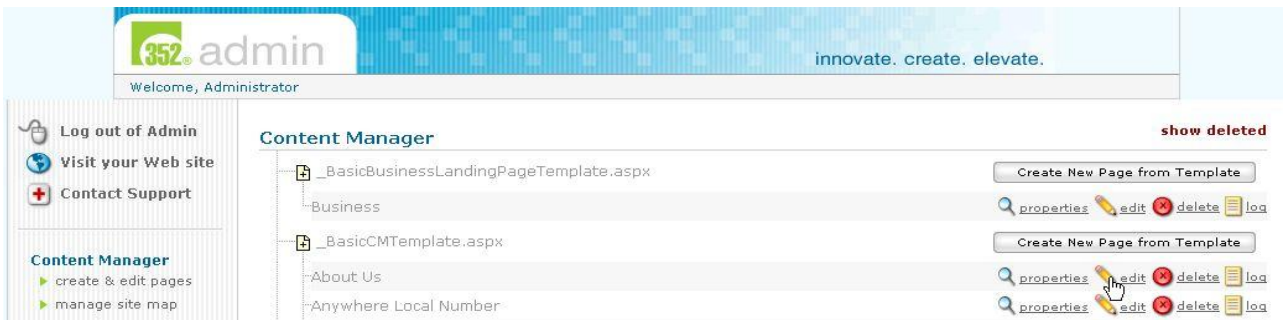 352® admin
innovate. create. elevate.
Welcome, Administrator
Log out of Admin
Visit your Web site
Contact Support
Content Manager
create & edit pages
manage site map
Content Manager
show deleted
_BasicBusinessLandingPageTemplate.aspx
Create New Page from Template
Business
properties edit delete log
_BasicCMTemplate.aspx
Create New Page from Template
About Us
properties edit delete log
Anywhere Local Number
properties edit delete log